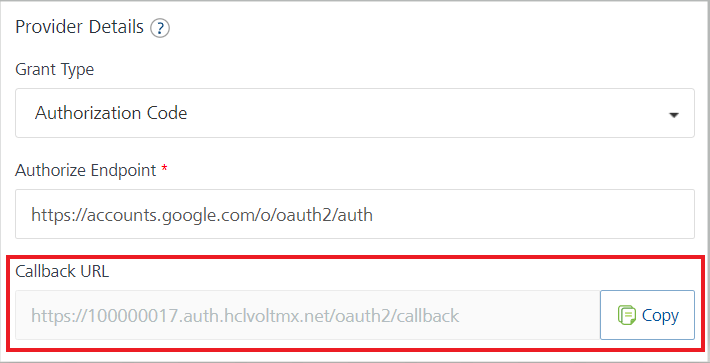 Provider Details ?
Grant Type
Authorization Code
Authorize Endpoint *
https://accounts.google.com/o/oauth2/auth
Callback URL
https://100000017.auth.hclvoltmx.net/oauth2/callback Copy